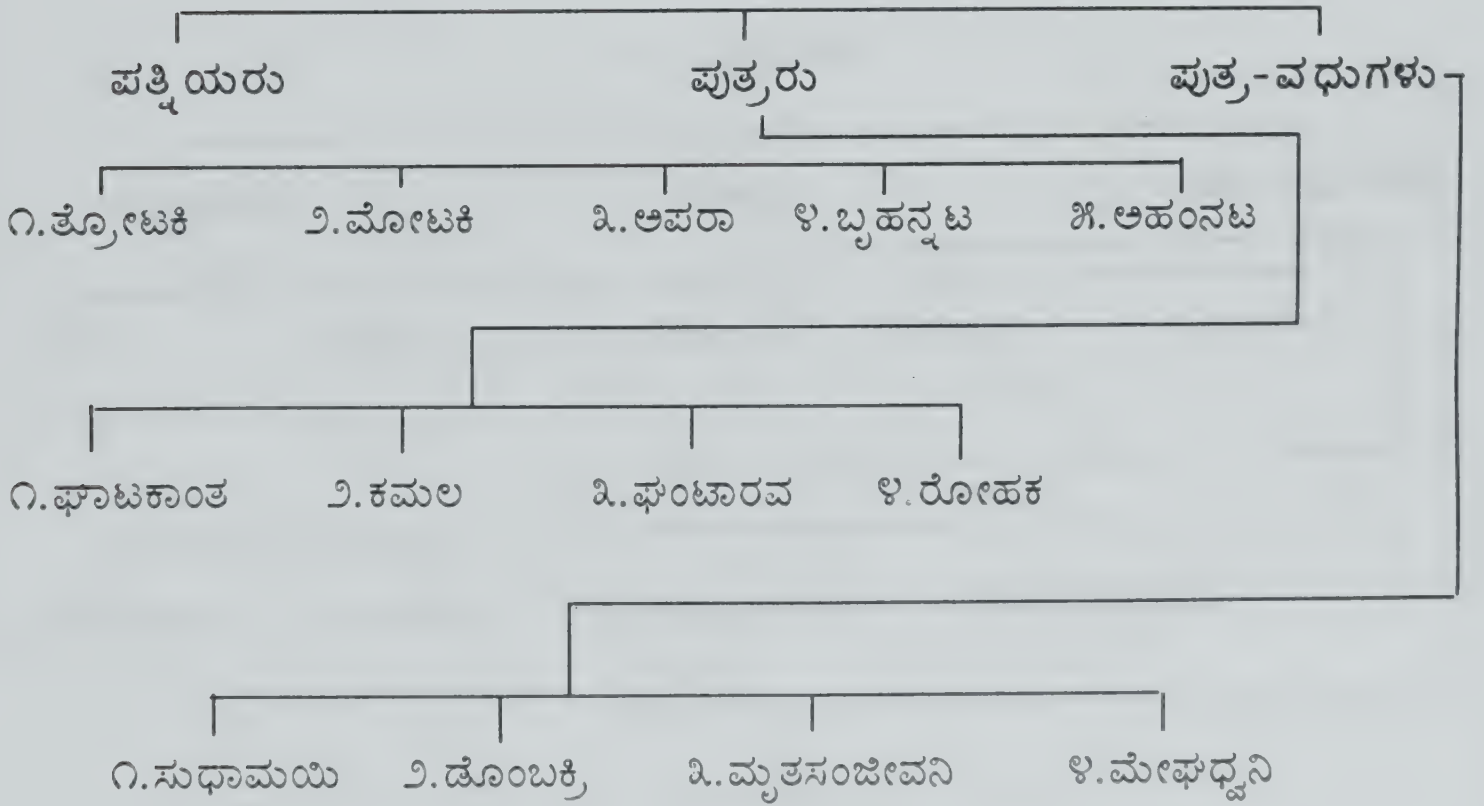 ಪತ್ನಿಯರು ಪುತ್ರರು ಪುತ್ರ-ವಧುಗಳು
೧.ತ್ರೋಟಕಿ ೨.ಮೋಟಕಿ ೩.ಅಪರಾ ೪.ಬೃಹನ್ನಟ ೫.ಅಹಂನಟ
೧.ಘಾಟಕಾಂತ ೨.ಕಮಲ ೩.ಘಂಟಾರವ ೪.ರೋಹಕ
೧.ಸುಧಾಮಯಿ ೨.ಡೊಂಬಕ್ರಿ ೩.ಮೃತಸಂಜೀವನಿ ೪.ಮೇಘಧ್ವನಿ